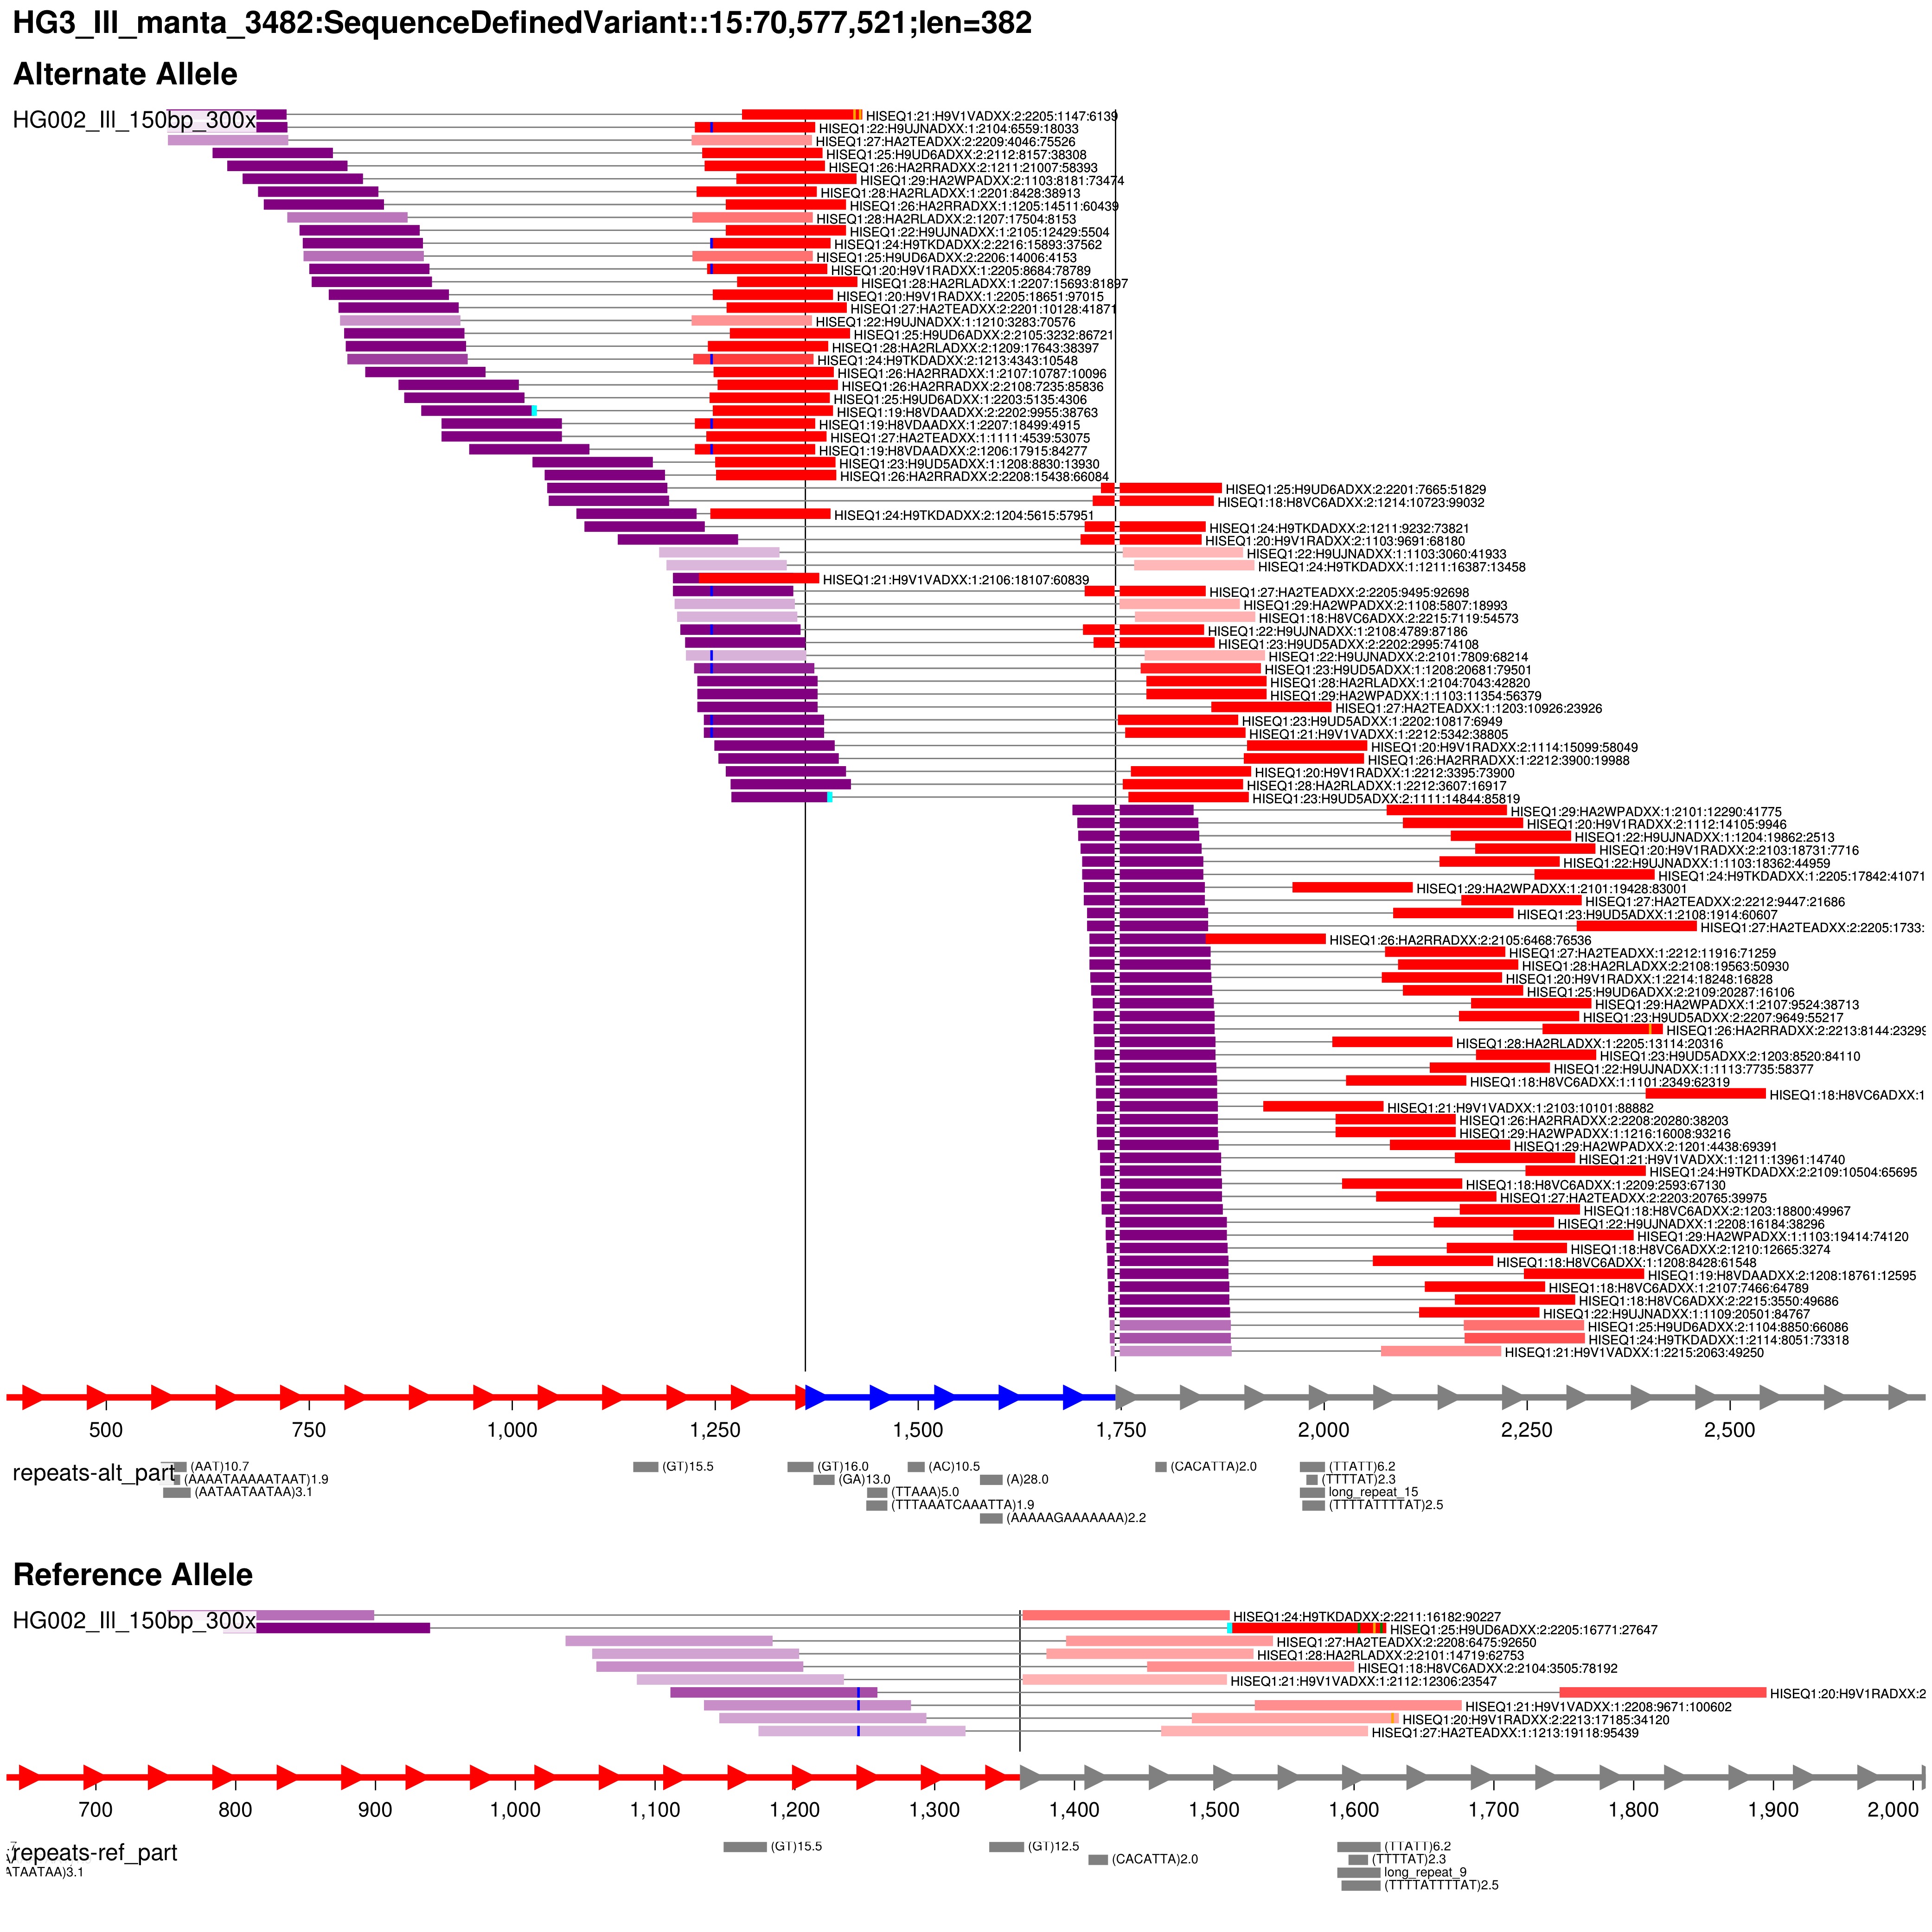 HG3_Ill_manta_3482:SequenceDefinedVariant::15:70,577,521;len=382
Alternate Allele
HG002_Ill_150bp_300x
HISEQ1:21:H9V1VADXX:2:2205:1147:6139
HISEQ1:22:H9UJNADXX:1:2104:6559:18033
HISEQ1:27:HA2TEADXX:2:2209:4046:75526
HISEQ1:25:H9UD6ADXX:2:2112:8157:38308
HISEQ1:26:HA2RRADXX:2:1211:21007:58393
HISEQ1:29:HA2WPADXX:2:1103:8181:73474
HISEQ1:28:HA2RLADXX:1:2201:8428:38913
HISEQ1:26:HA2RRADXX:1:1205:14511:60439
HISEQ1:28:HA2RLADXX:2:1207:17504:8153
HISEQ1:22:H9UJNADXX:1:2105:12429:5504
HISEQ1:24:H9TKDADXX:2:2216:15893:37562
HISEQ1:25:H9UD6ADXX:2:2206:14006:4153
HISEQ1:20:H9V1RADXX:1:2205:8684:78789
HISEQ1:28:HA2RLADXX:1:2207:15693:81897
HISEQ1:20:H9V1RADXX:1:2205:18651:97015
HISEQ1:27:HA2TEADXX:2:2201:10128:41871
HISEQ1:22:H9UJNADXX:1:1210:3283:70576
HISEQ1:25:H9UD6ADXX:2:2105:3232:86721
HISEQ1:28:HA2RLADXX:2:1209:17643:38397
HISEQ1:24:H9TKDADXX:2:1213:4343:10548
HISEQ1:26:HA2RRADXX:1:2107:10787:10096
HISEQ1:26:HA2RRADXX:2:2108:7235:85836
HISEQ1:25:H9UD6ADXX:1:2203:5135:4306
HISEQ1:19:H8VDAADXX:2:2202:9955:38763
HISEQ1:19:H8VDAADXX:2:2207:18499:4915
HISEQ1:27:HA2TEADXX:1:1111:4539:53075
HISEQ1:19:H8VDAADXX:2:1206:17915:84277
HISEQ1:23:H9UD5ADXX:1:1208:8830:13930
HISEQ1:26:HA2RRADXX:2:2208:15438:66084
HISEQ1:25:H9UD6ADXX:2:2201:7665:51829
HISEQ1:18:H8VC6ADXX:2:1214:10723:99032
HISEQ1:24:H9TKDADXX:2:1204:5615:57951
HISEQ1:24:H9TKDADXX:2:1211:9232:73821
HISEQ1:20:H9V1RADXX:2:1103:9691:68180
HISEQ1:22:H9UJNADXX:1:1103:3060:41933
HISEQ1:24:H9TKDADXX:1:1211:16387:13458
HISEQ1:21:H9V1VADXX:1:2106:18107:60839
HISEQ1:27:HA2TEADXX:2:2205:9495:92698
HISEQ1:29:HA2WPADXX:2:1108:5807:18993
HISEQ1:18:H8VC6ADXX:2:2215:7119:54573
HISEQ1:22:H9UJNADXX:1:2108:4789:87186
HISEQ1:23:H9UD5ADXX:2:2202:2995:74108
HISEQ1:22:H9UJNADXX:2:2101:7809:68214
HISEQ1:23:H9UD5ADXX:1:1208:20681:79501
HISEQ1:28:HA2RLADXX:1:2104:7043:42820
HISEQ1:29:HA2WPADXX:1:1103:11354:56379
HISEQ1:27:HA2TEADXX:1:1203:10926:23926
HISEQ1:23:H9UD5ADXX:1:2202:10817:6949
HISEQ1:21:H9V1VADXX:1:2212:5342:38805
HISEQ1:20:H9V1RADXX:2:1114:15099:58049
HISEQ1:26:HA2RRADXX:2:1212:3900:19988
HISEQ1:20:H9V1RADXX:1:2212:3395:73900
HISEQ1:28:HA2RLADXX:1:2212:3607:16917
HISEQ1:23:H9UD5ADXX:2:1111:14844:85819
HISEQ1:29:HA2WPADXX:1:2101:12290:41775
HISEQ1:20:H9V1RADXX:2:1112:14105:9946
HISEQ1:22:H9UJNADXX:1:1204:19862:2513
HISEQ1:20:H9V1RADXX:2:2103:18731:7716
HISEQ1:22:H9UJNADXX:1:1103:18362:44959
HISEQ1:24:H9TKDADXX:1:2205:17842:41071
HISEQ1:29:HA2WPADXX:1:2101:19428:83001
HISEQ1:27:HA2TEADXX:2:2212:9447:21686
HISEQ1:23:H9UD5ADXX:1:2108:1914:60607
HISEQ1:27:HA2TEADXX:2:2205:1733:
HISEQ1:26:HA2RRADXX:2:2105:6468:76536
HISEQ1:27:HA2TEADXX:1:2212:11916:71259
HISEQ1:28:HA2RLADXX:2:2108:19563:50930
HISEQ1:20:H9V1RADXX:1:2214:18248:16828
HISEQ1:25:H9UD6ADXX:2:2109:20287:16106
HISEQ1:29:HA2WPADXX:1:2107:9524:38713
HISEQ1:23:H9UD5ADXX:2:2207:9649:55217
HISEQ1:26:HA2RRADXX:2:2213:8144:23299
HISEQ1:28:HA2RLADXX:1:2205:13114:20316
HISEQ1:23:H9UD5ADXX:2:1203:8520:84110
HISEQ1:22:H9UJNADXX:1:1113:7735:58377
HISEQ1:18:H8VC6ADXX:1:1101:2349:62319
HISEQ1:18:H8VC6ADXX:1
HISEQ1:21:H9V1VADXX:1:2103:10101:88882
HISEQ1:26:HA2RRADXX:2:2208:20280:38203
HISEQ1:29:HA2WPADXX:1:1216:16008:93216
HISEQ1:29:HA2WPADXX:2:1201:4438:69391
HISEQ1:21:H9V1VADXX:1:1211:13961:14740
HISEQ1:24:H9TKDADXX:2:2109:10504:65695
HISEQ1:18:H8VC6ADXX:1:2209:2593:67130
HISEQ1:27:HA2TEADXX:2:2203:20765:39975
HISEQ1:18:H8VC6ADXX:2:1203:18800:49967
HISEQ1:22:H9UJNADXX:1:2208:16184:38296
HISEQ1:29:HA2WPADXX:1:1103:19414:74120
HISEQ1:18:H8VC6ADXX:2:1210:12665:3274
HISEQ1:18:H8VC6ADXX:1:1208:8428:61548
HISEQ1:19:H8VDAADXX:2:1208:18761:12595
HISEQ1:18:H8VC6ADXX:1:2107:7466:64789
HISEQ1:18:H8VC6ADXX:2:2215:3550:49686
HISEQ1:22:H9UJNADXX:1:1109:20501:84767
HISEQ1:25:H9UD6ADXX:2:1104:8850:66086
HISEQ1:24:H9TKDADXX:1:2114:8051:73318
HISEQ1:21:H9V1VADXX:1:2215:2063:49250
500 750 1,000 1,250 1,500 1,750 2,000 2,250 2,500
repeats-alt_part
(AAT)10.7 (GT)15.5 (GT)16.0 (AC)10.5 (CACATTA)2.0 (TTATT)6.2
(AAAATAAAAATAAT)1.9 (GA)13.0 (A)28.0 (TTTTAT)2.3
(AATAATAATAA)3.1 (TTAAA)5.0 long_repeat_15
(TTTAAATCAAATTA)1.9 (TTTTATTTTAT)2.5
(AAAAAGAAAAAAA)2.2
Reference Allele
HG002_Ill_150bp_300x
HISEQ1:24:H9TKDADXX:2:2211:16182:90227
HISEQ1:25:H9UD6ADXX:2:2205:16771:27647
HISEQ1:27:HA2TEADXX:2:2208:6475:92650
HISEQ1:28:HA2RLADXX:2:2101:14719:62753
HISEQ1:18:H8VC6ADXX:2:2104:3505:78192
HISEQ1:21:H9V1VADXX:1:2112:12306:23547
HISEQ1:20:H9V1RADXX:2
HISEQ1:21:H9V1VADXX:1:2208:9671:100602
HISEQ1:20:H9V1RADXX:2:2213:17185:34120
HISEQ1:27:HA2TEADXX:1:1213:19118:95439
700 800 900 1,000 1,100 1,200 1,300 1,400 1,500 1,600 1,700 1,800 1,900 2,000
repeats-ref_part
(GT)15.5 (GT)12.5 (TTATT)6.2
(CACATTA)2.0 (TTTTAT)2.3
ATAATAA)3.1 long_repeat_9
(TTTTATTTTAT)2.5